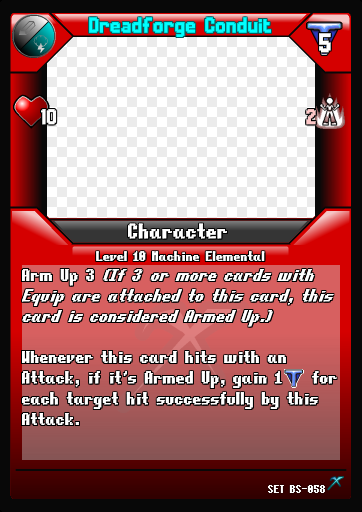 Dreadforge Conduit
5
10
2
Character
Level 10 Machine Elemental
Arm Up 3 (If 3 or more cards with
Equip are attached to this card, this
card is considered Armed Up.)
Whenever this card hits with an
Attack, if it's Armed Up, gain 1 for
each target hit successfully by this
Attack.
SET BS-058